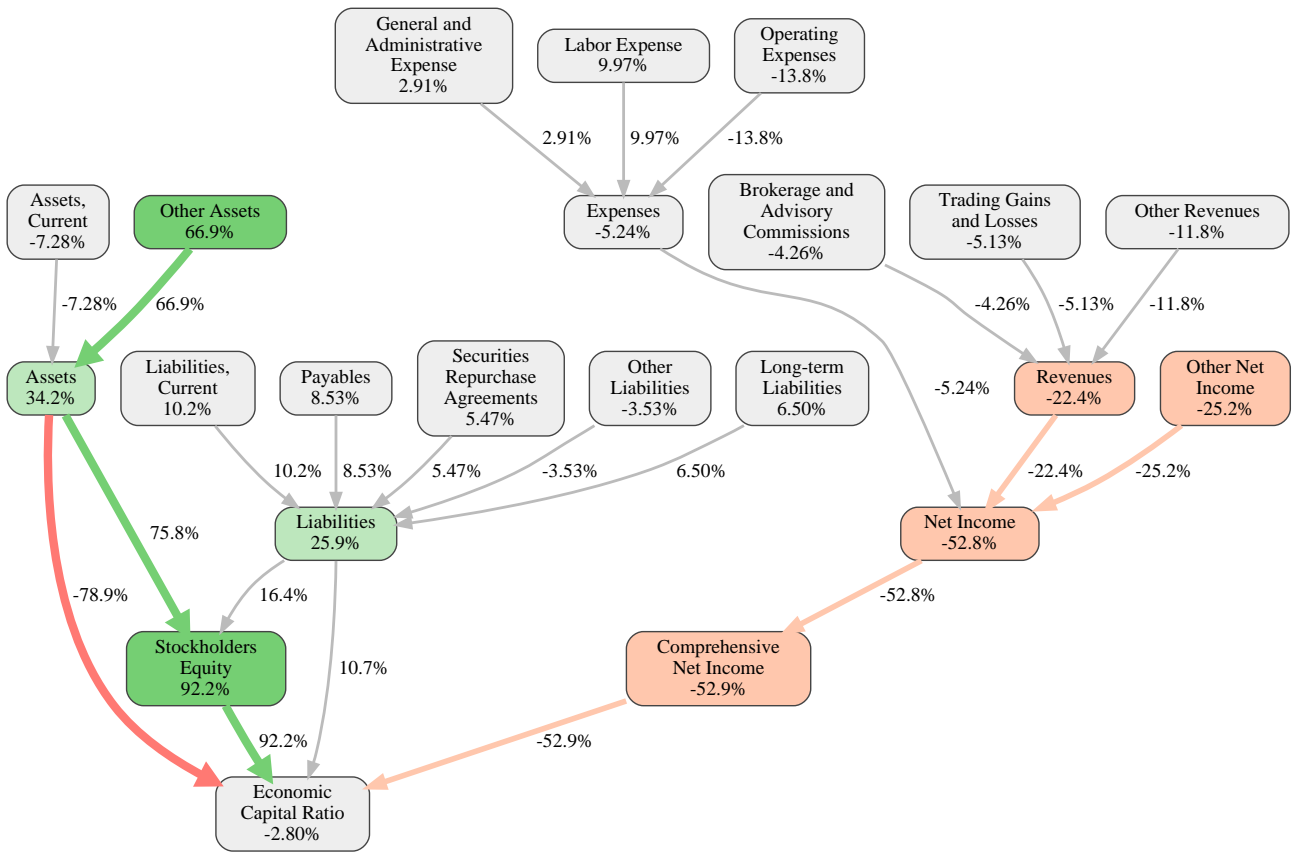 General and
Administrative
Expense
2.91%
Labor Expense
9.97%
Operating
Expenses
-13.8%
2.91%
9.97%
-13.8%
Assets,
Current
-7.28%
Other Assets
66.9%
Expenses
-5.24%
Brokerage and
Advisory
Commissions
-4.26%
Trading Gains
and Losses
-5.13%
Other Revenues
-11.8%
-7.28%
66.9%
-4.26%
-5.13%
-11.8%
Assets
34.2%
Liabilities,
Current
10.2%
Payables
8.53%
Securities
Repurchase
Agreements
5.47%
Other
Liabilities
-3.53%
Long-term
Liabilities
6.50%
-5.24%
Revenues
-22.4%
Other Net
Income
-25.2%
10.2%
8.53%
5.47%
-3.53%
6.50%
-22.4%
-25.2%
75.8%
Liabilities
25.9%
Net Income
-52.8%
-78.9%
16.4%
-52.8%
Stockholders
Equity
92.2%
10.7%
Comprehensive
Net Income
-52.9%
92.2%
-52.9%
Economic
Capital Ratio
-2.80%